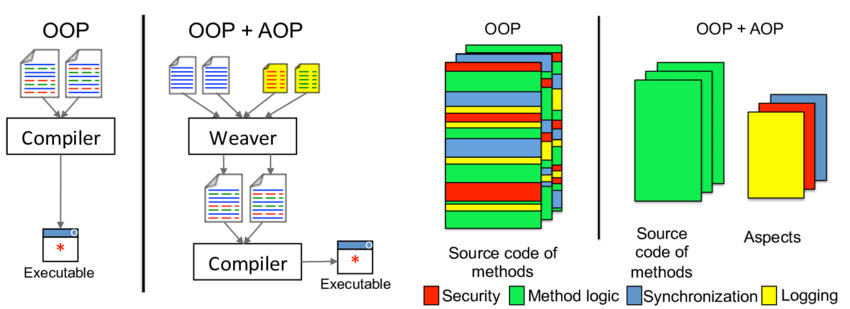 OOP
OOP + AOP
Compiler
Weaver
*
Executable
Compiler
*
Executable
OOP
OOP + AOP
Source code of
methods
Source
code of
methods
Aspects
Security
Method logic
Synchronization
Logging